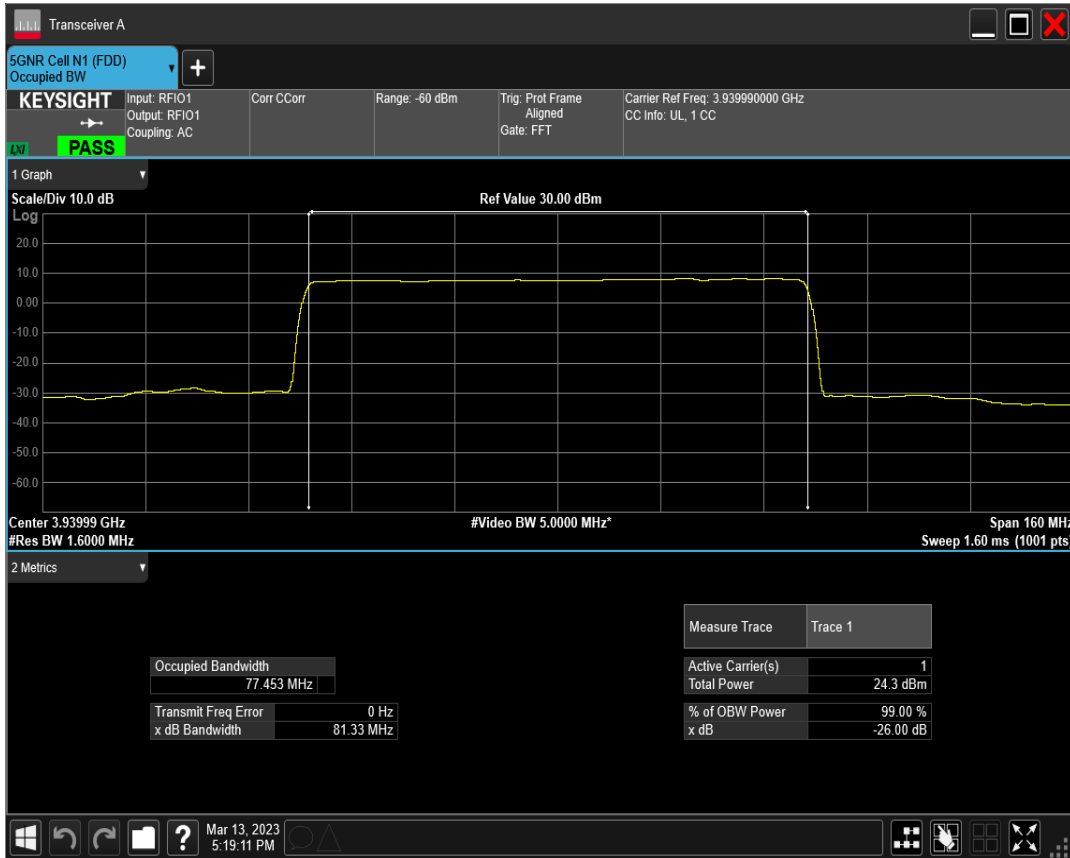 Transceiver A
5GNR Cell N1 (FDD)
Occupied BW
KEYSIGHT
LXI
PASS
Input: RFIO1
Output: RFIO1
Coupling: AC
Corr CCorr
Range: -60 dBm
Trig: Prot Frame
Aligned
Gate: FFT
Carrier Ref Freq: 3.939990000 GHz
CC Info: UL, 1 CC
1 Graph
Scale/Div 10.0 dB
Ref Value 30.00 dBm
Log
20.0
10.0
0.00
-10.0
-20.0
-30.0
-40.0
-50.0
-60.0
Center 3.93999 GHz
#Video BW 5.0000 MHz*
Span 160 MHz
#Res BW 1.6000 MHz
Sweep 1.60 ms (1001 pts)
2 Metrics
Measure Trace Trace 1
Occupied Bandwidth
77.453 MHz
Active Carrier(s) 1
Total Power 24.3 dBm
Transmit Freq Error 0 Hz
x dB Bandwidth 81.33 MHz
% of OBW Power 99.00 %
x dB -26.00 dB
Mar 13, 2023
5:19:11 PM